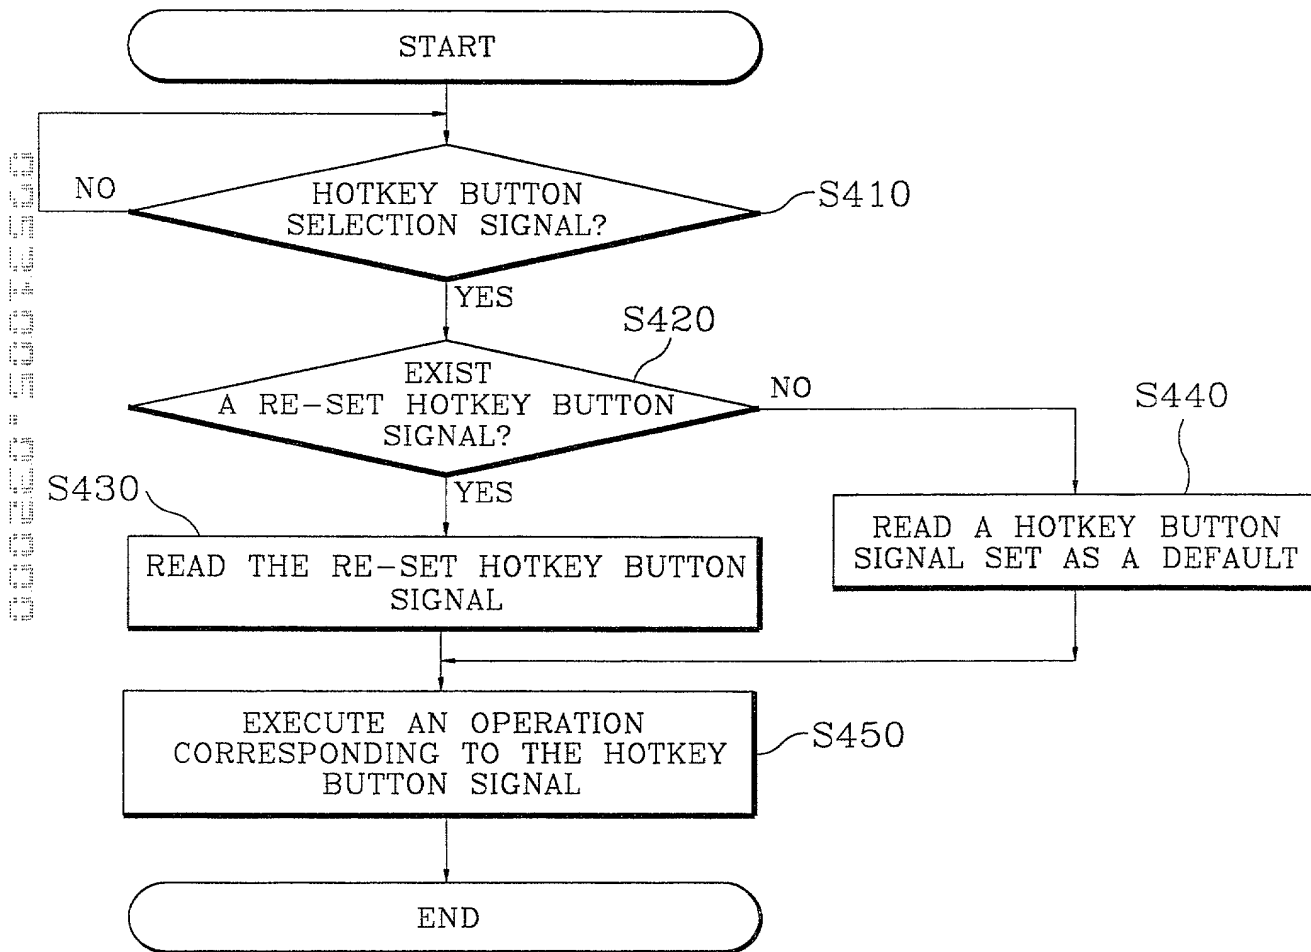 START
NO
HOTKEY BUTTON
SELECTION SIGNAL?
S410
YES
S420
EXIST
A RE-SET HOTKEY BUTTON
SIGNAL?
NO
S440
YES
S430
READ A HOTKEY BUTTON
SIGNAL SET AS A DEFAULT
READ THE RE-SET HOTKEY BUTTON
SIGNAL
EXECUTE AN OPERATION
CORRESPONDING TO THE HOTKEY
BUTTON SIGNAL
S450
END